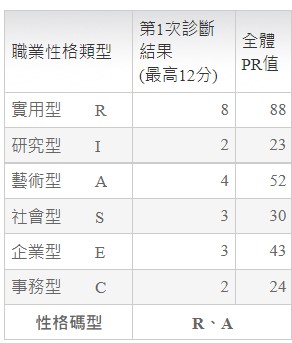 職業性格類型 第1次診斷結果(最高12分) 全體PR值
實用型 R 8 88
研究型 I 2 23
藝術型 A 4 52
社會型 S 3 30
企業型 E 3 43
事務型 C 2 24
性格碼型 R、A